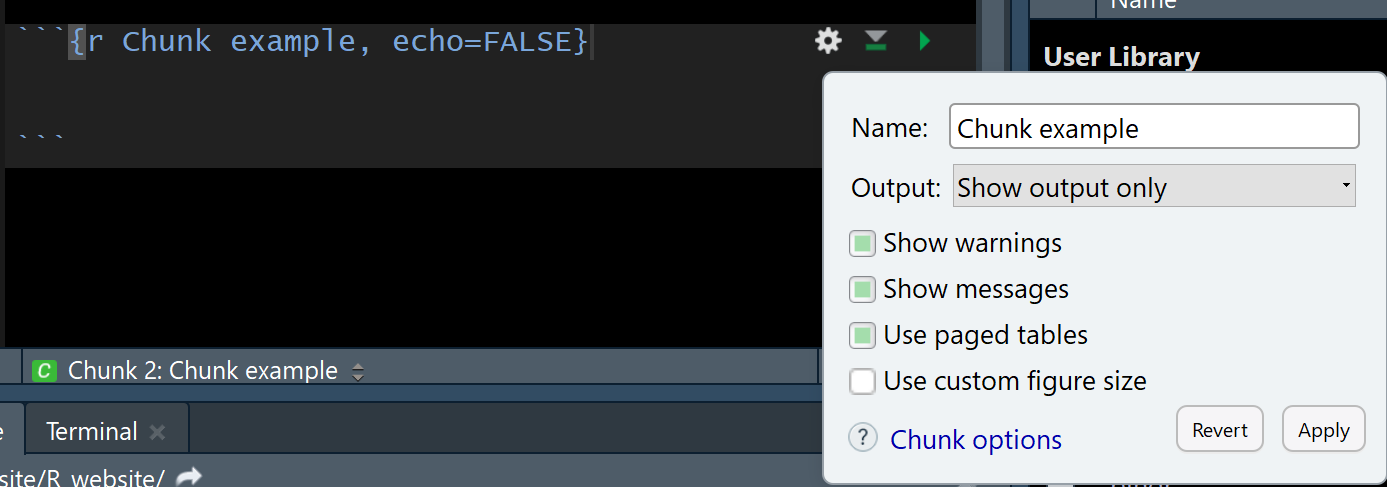 Name
```{r Chunk example, echo=FALSE}
User Library
Name: Chunk example
```
Output: Show output only
Show warnings
Show messages
Use paged tables
C Chunk 2: Chunk example
Use custom figure size
Terminal
? Chunk options
Revert
Apply
site/R_website/